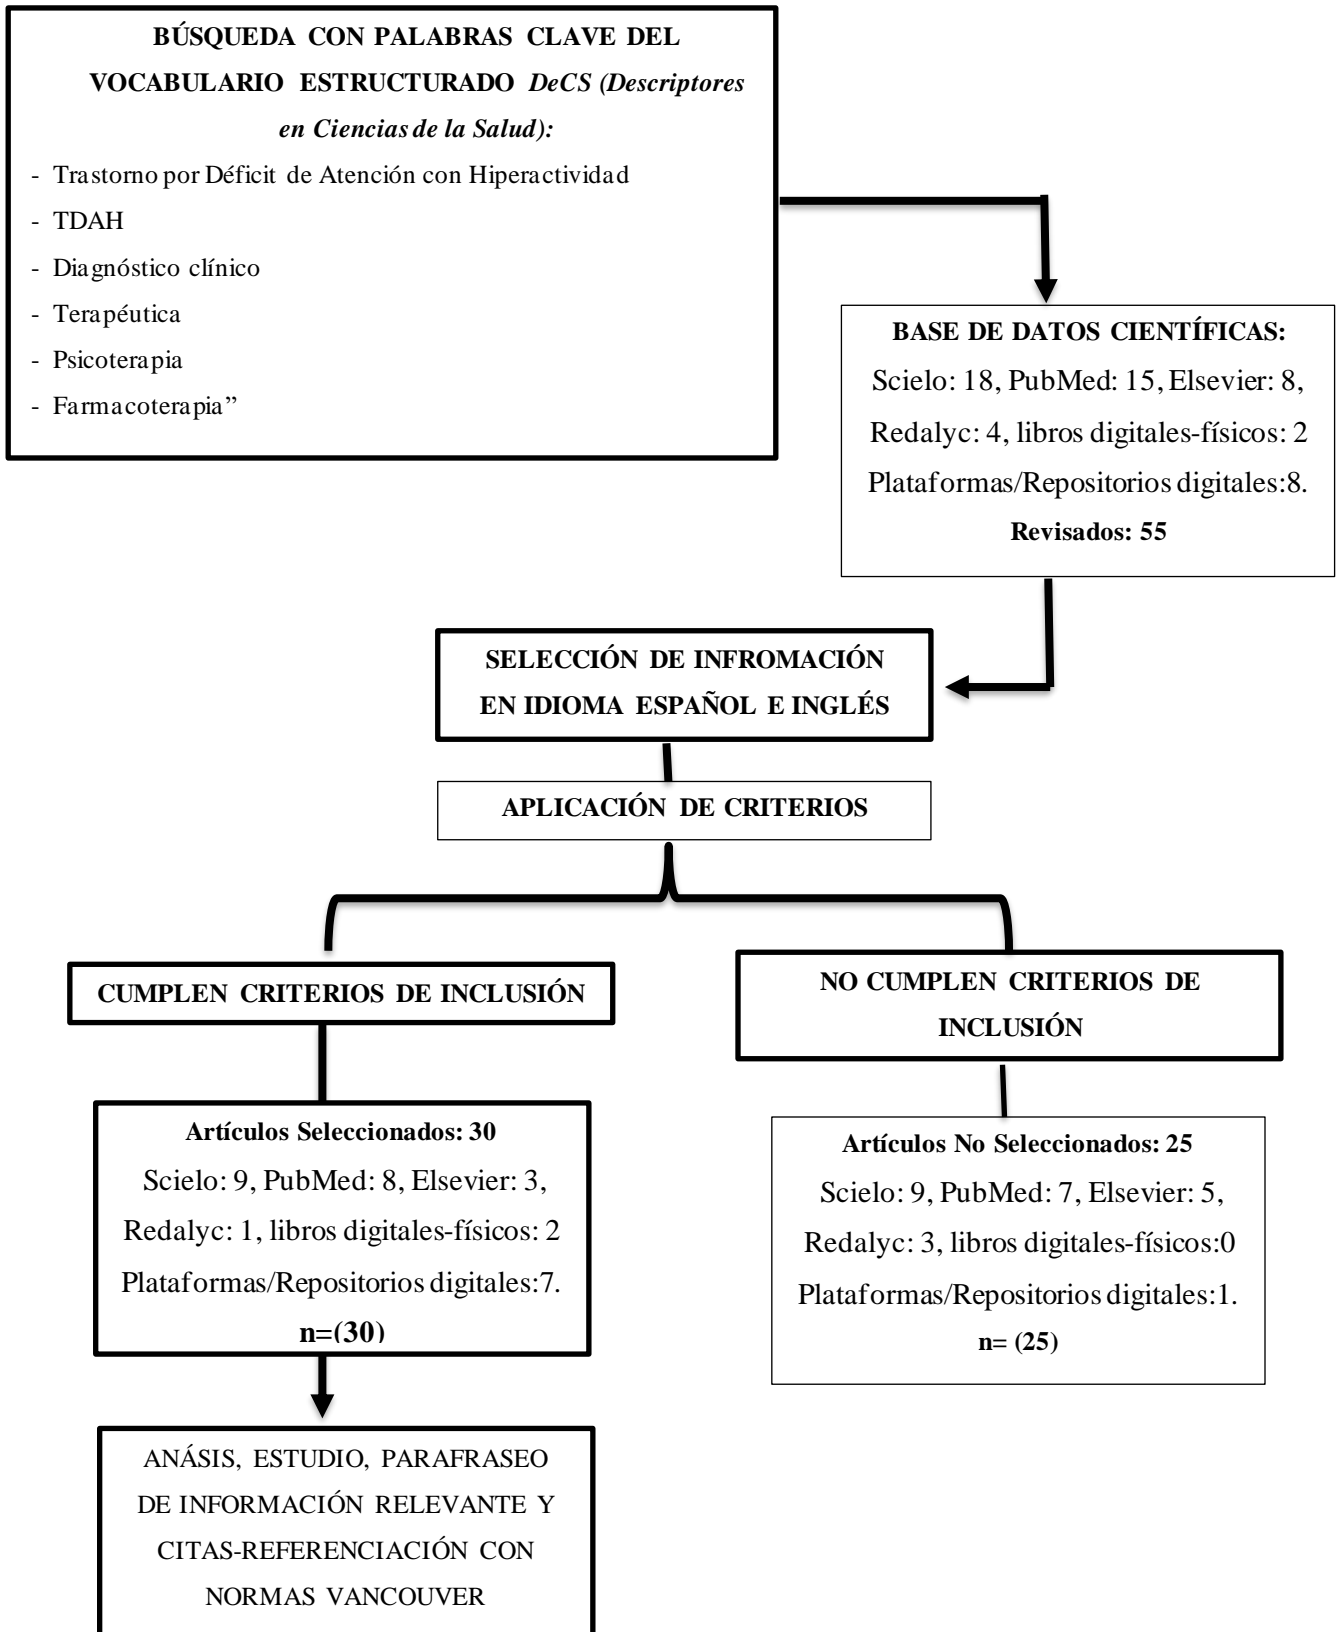 BÚSQUEDA CON PALABRAS CLAVE DEL
VOCABULARIO ESTRUCTURADO DeCS (Descriptores
en Ciencias de la Salud):
- Trastorno por Déficit de Atención con Hiperactividad
- TDAH
- Diagnóstico clínico
- Terapéutica
- Psicoterapia
- Farmacoterapia”
BASE DE DATOS CIENTÍFICAS:
Scielo: 18, PubMed: 15, Elsevier: 8,
Redalyc: 4, libros digitales-físicos: 2
Plataformas/Repositorios digitales:8.
Revisados: 55
SELECCIÓN DE INFROMACIÓN
EN IDIOMA ESPAÑOL E INGLÉS
APLICACIÓN DE CRITERIOS
CUMPLEN CRITERIOS DE INCLUSIÓN
NO CUMPLEN CRITERIOS DE
INCLUSIÓN
Artículos Seleccionados: 30
Scielo: 9, PubMed: 8, Elsevier: 3,
Redalyc: 1, libros digitales-físicos: 2
Plataformas/Repositorios digitales:7.
n=(30)
Artículos No Seleccionados: 25
Scielo: 9, PubMed: 7, Elsevier: 5,
Redalyc: 3, libros digitales-físicos:0
Plataformas/Repositorios digitales:1.
n= (25)
ANÁSIS, ESTUDIO, PARAFRASEO
DE INFORMACIÓN RELEVANTE Y
CITAS-REFERENCIACIÓN CON
NORMAS VANCOUVER